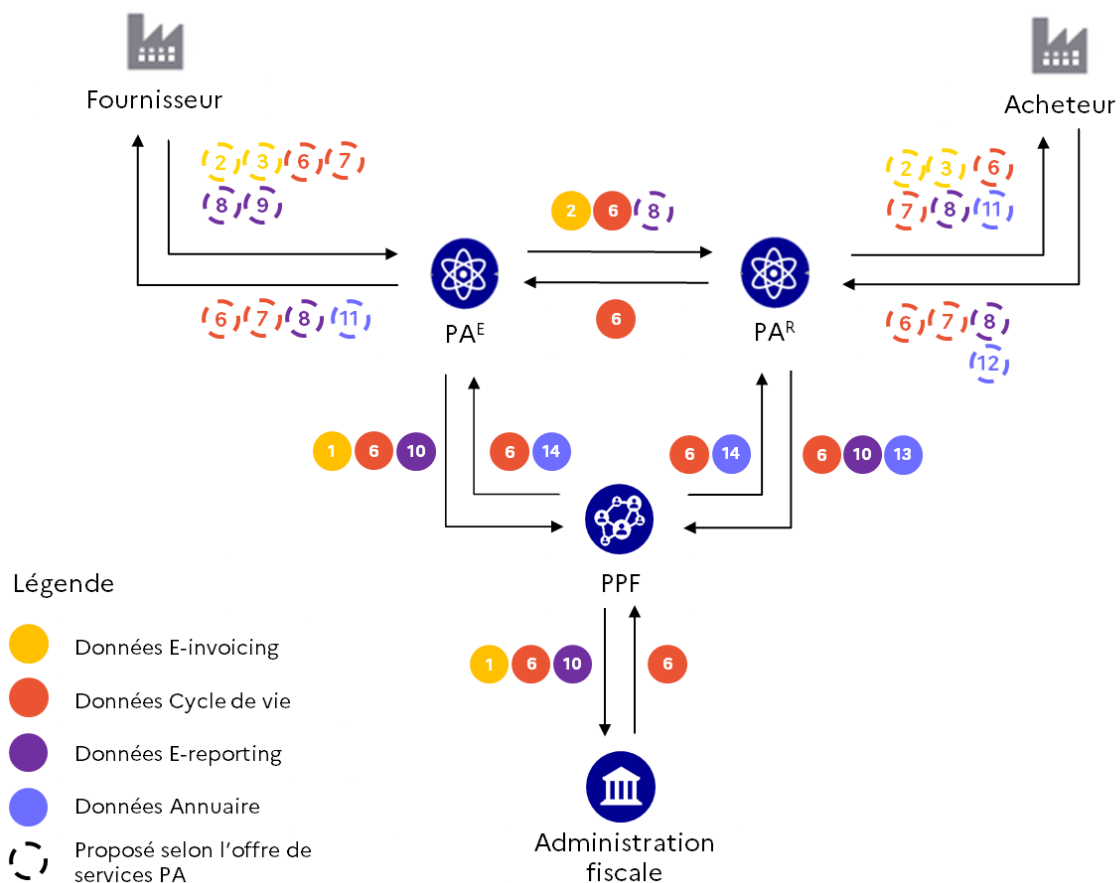 Fournisseur
Acheteur
2 3 6 7
8 9
2 6 8
2 3 6
7 8 11
PAE
PAR
6 7 8 11
6
6 7 8
12
1 6 10
6 14
6 14
6 10 13
PPF
Légende
Données E-invoicing
Données Cycle de vie
Données E-reporting
Données Annuaire
Proposé selon l'offre de
services PA
1 6 10
6
Administration
fiscale